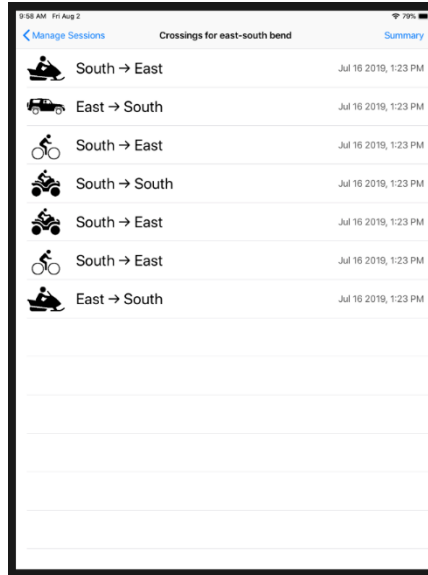 9:58 AM Fri Aug 2 79%
Manage Sessions Crossings for east-south bend Summary
South → East Jul 16 2019, 1:23 PM
East → South Jul 16 2019, 1:23 PM
South → East Jul 16 2019, 1:23 PM
South → South Jul 16 2019, 1:23 PM
South → East Jul 16 2019, 1:23 PM
South → East Jul 16 2019, 1:23 PM
East → South Jul 16 2019, 1:23 PM